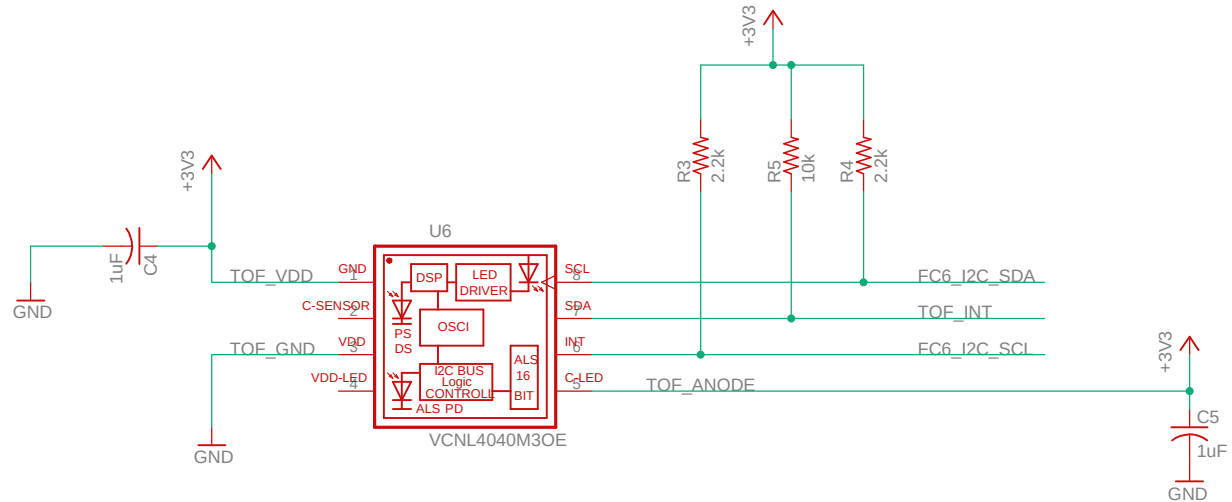 +3V3
R3
2.2k
R5
10k
R4
2.2k
+3V3
1uF
C4
GND
U6
TOF_VDD
GND
1
C-SENSOR
2
TOF_GND
VDD
3
VDD-LED
4
DSP
LED
DRIVER
PS
DS
OSCI
I2C BUS
Logic
CONTROLL
ALS
16
BIT
ALS PD
SCL
8
FC6_I2C_SDA
SDA
7
TOF_INT
INT
6
FC6_I2C_SCL
C-LED
5
TOF_ANODE
VCNL4040M3OE
GND
+3V3
C5
1uF
GND